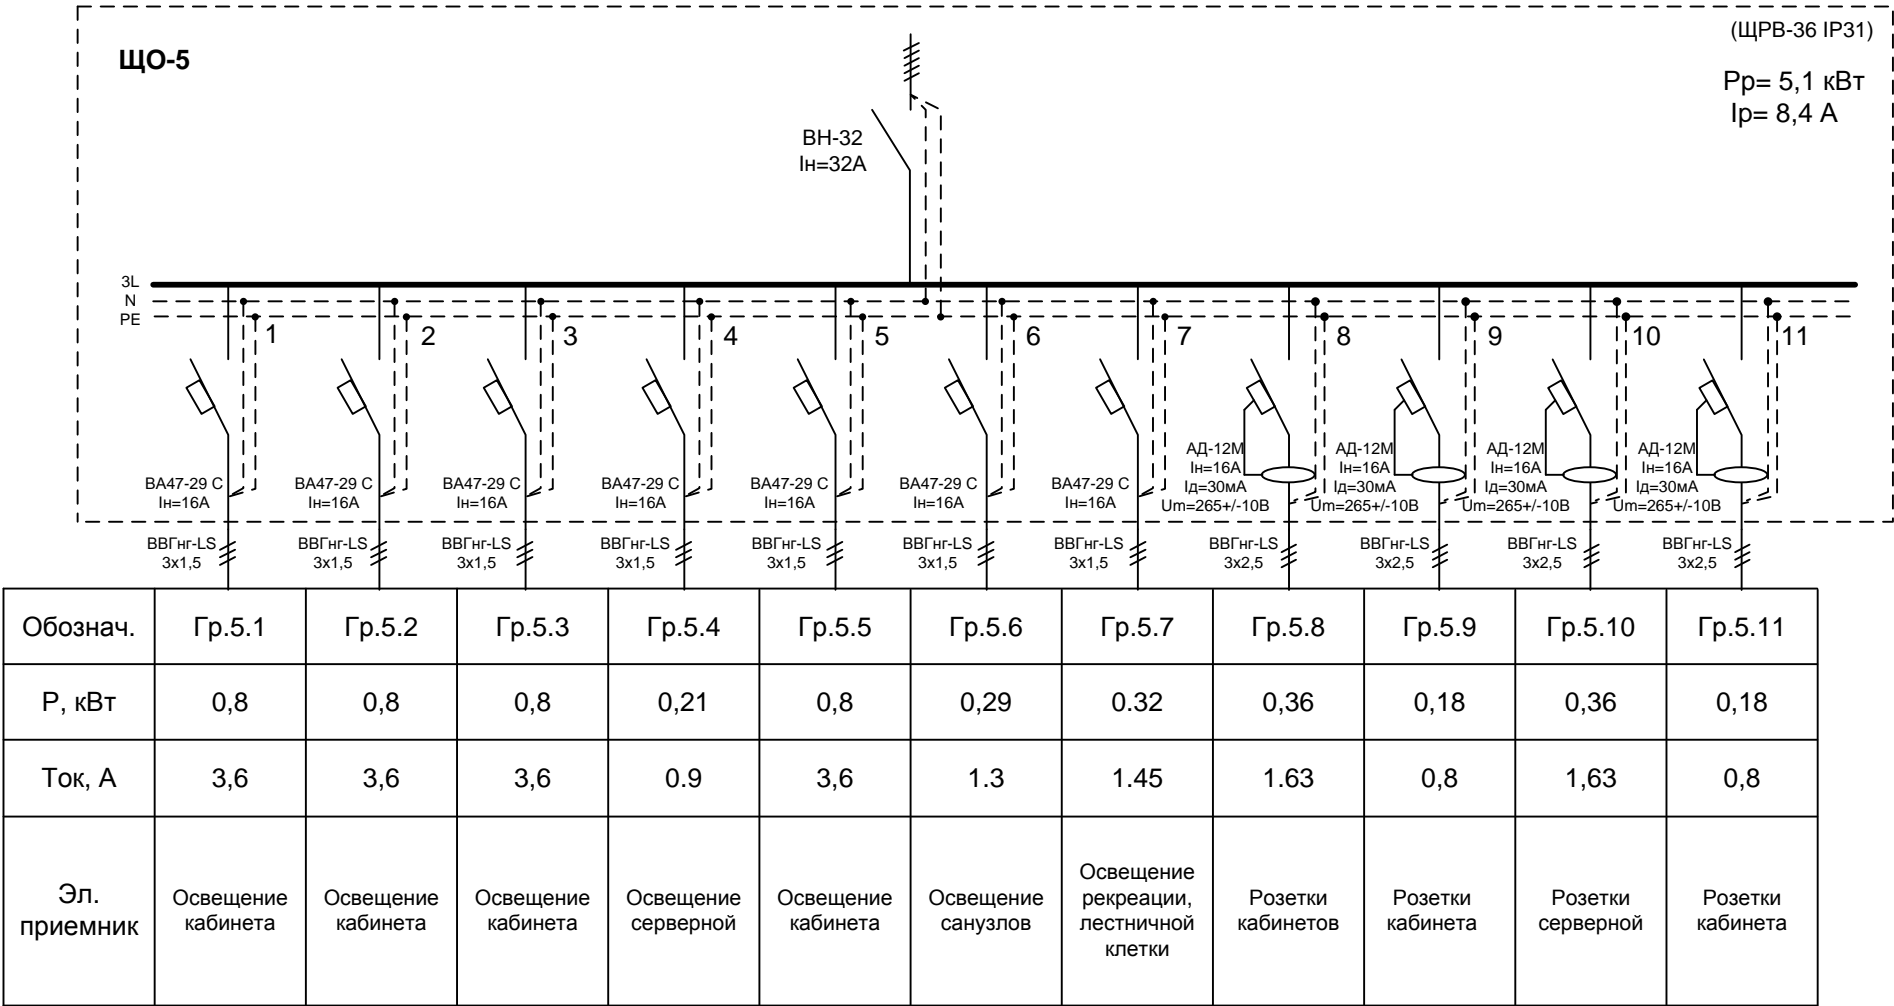 ЩО-5
(ЩРВ-36 IP31)
Рр= 5,1 кВт
Iр= 8,4 А
ВН-32
Iн=32А
3L
N
PE
1
2
3
4
5
6
7
8
9
10
11
ВА47-29 С
Iн=16А
ВА47-29 С
Iн=16А
ВА47-29 С
Iн=16А
ВА47-29 С
Iн=16А
ВА47-29 С
Iн=16А
ВА47-29 С
Iн=16А
ВА47-29 С
Iн=16А
АД-12М
Iн=16А
Iд=30мА
Um=265+/-10В
АД-12М
Iн=16А
Iд=30мА
Um=265+/-10В
АД-12М
Iн=16А
Iд=30мА
Um=265+/-10В
АД-12М
Iн=16А
Iд=30мА
Um=265+/-10В
ВВГнг-LS
3х1,5
ВВГнг-LS
3х1,5
ВВГнг-LS
3х1,5
ВВГнг-LS
3х1,5
ВВГнг-LS
3х1,5
ВВГнг-LS
3х1,5
ВВГнг-LS
3х1,5
ВВГнг-LS
3х2,5
ВВГнг-LS
3х2,5
ВВГнг-LS
3х2,5
ВВГнг-LS
3х2,5
Обознач. Гр.5.1 Гр.5.2 Гр.5.3 Гр.5.4 Гр.5.5 Гр.5.6 Гр.5.7 Гр.5.8 Гр.5.9 Гр.5.10 Гр.5.11
Р, кВт 0,8 0,8 0,8 0,21 0,8 0,29 0.32 0,36 0,18 0,36 0,18
Ток, А 3,6 3,6 3,6 0.9 3,6 1.3 1.45 1.63 0,8 1,63 0,8
Эл.
приемник
Освещение
кабинета
Освещение
кабинета
Освещение
кабинета
Освещение
серверной
Освещение
кабинета
Освещение
санузлов
Освещение
рекреации,
лестничной
клетки
Розетки
кабинетов
Розетки
кабинета
Розетки
серверной
Розетки
кабинета